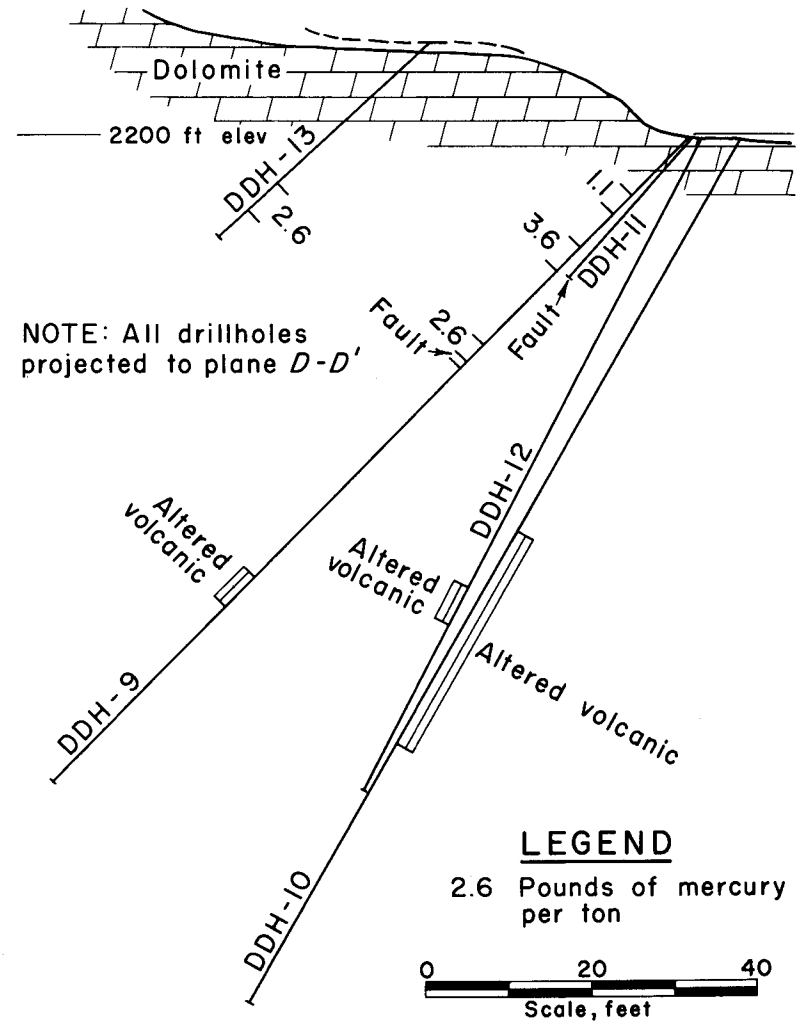 Dolomite
2200 ft elev
DDH-13
2.6
1.1
3.6
DDH-11
Fault
2.6
Fault
NOTE: All drillholes
projected to plane D-D'
DDH-12
Altered
volcanic
Altered
volcanic
Altered volcanic
DDH-9
DDH-10
LEGEND
2.6 Pounds of mercury
per ton
0 20 40
Scale, feet